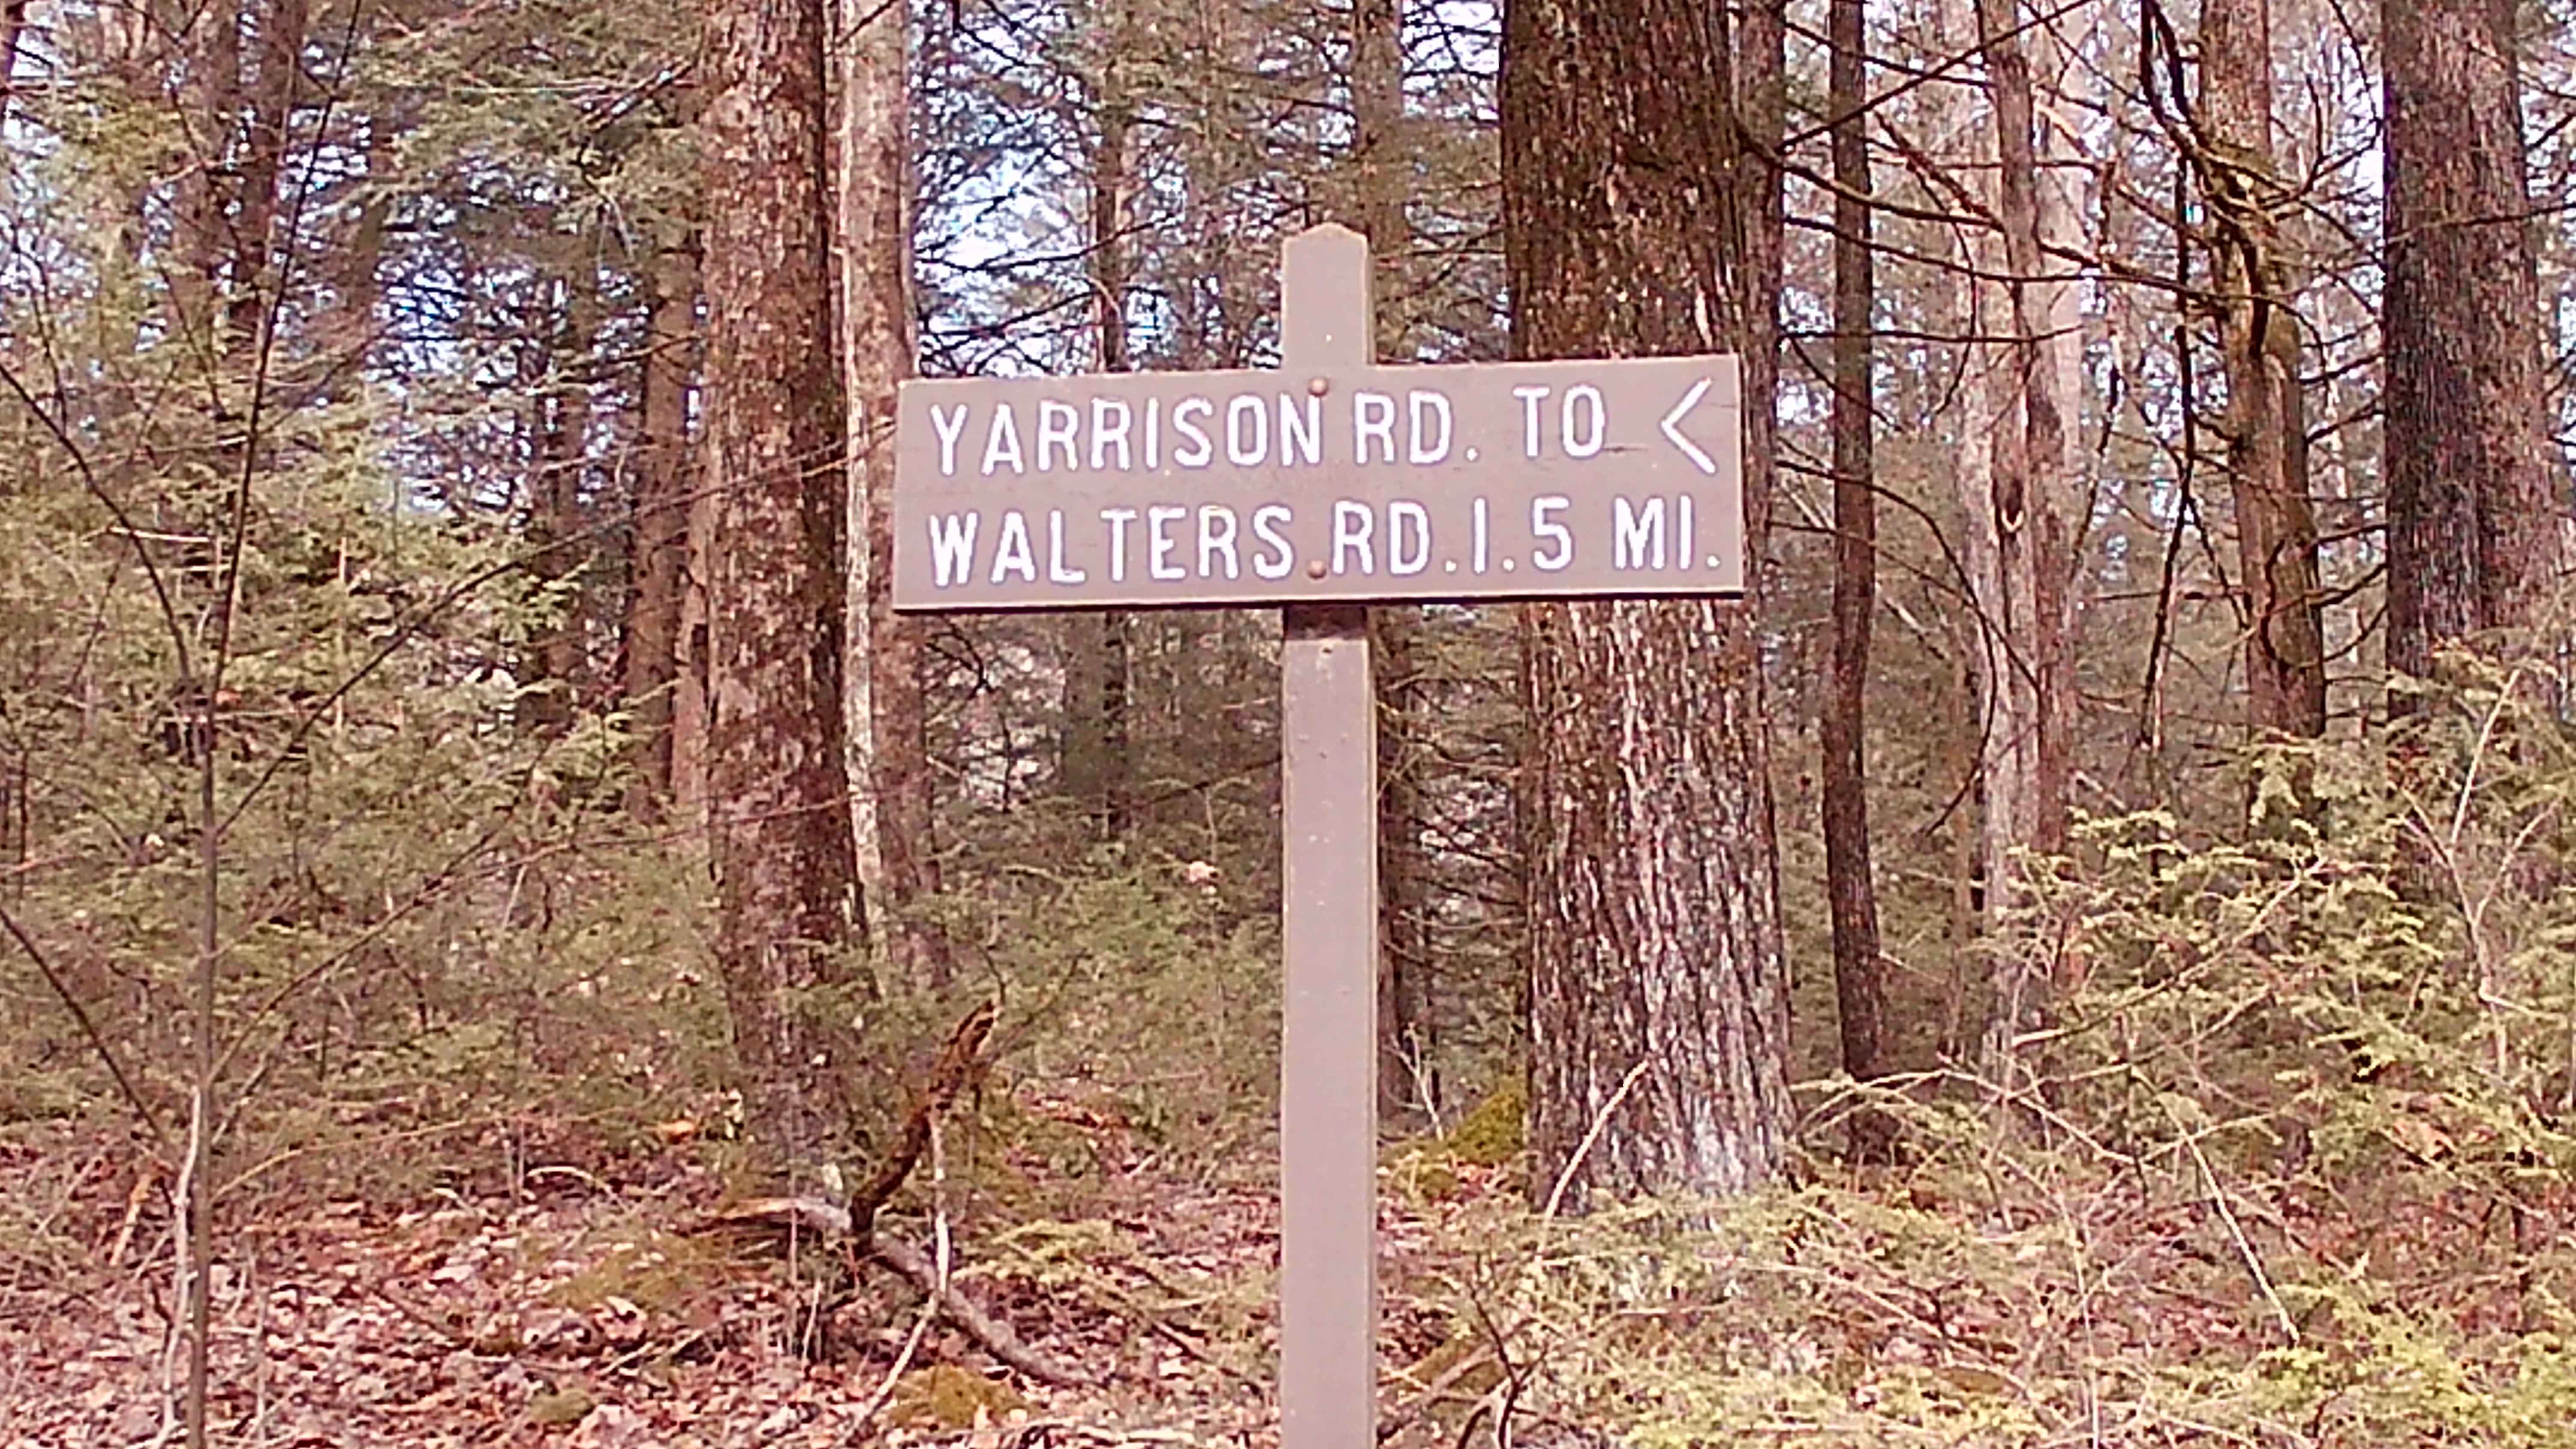 YARRISON RD. TO <
WALTERS RD. 1.5 MI.